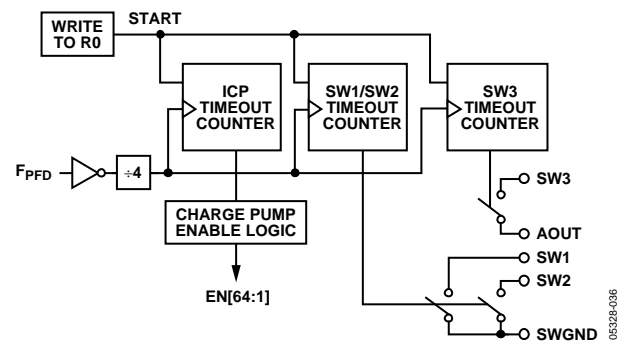 WRITE
TO R0
START
ICP
TIMEOUT
COUNTER
SW1/SW2
TIMEOUT
COUNTER
SW3
TIMEOUT
COUNTER
FPFD
÷4
CHARGE PUMP
ENABLE LOGIC
EN[64:1]
SW3
AOUT
SW1
SW2
SWGND
05328-036